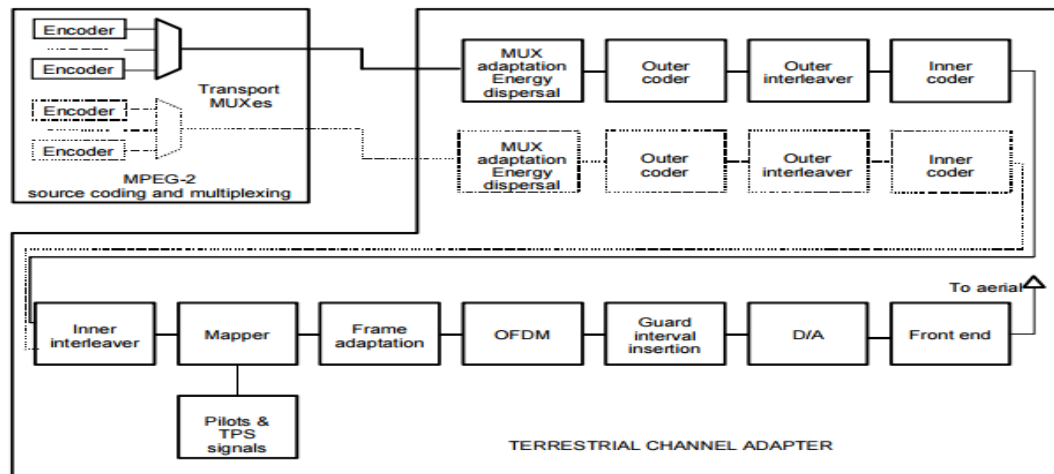 Encoder
Encoder
Transport
MUXes
Encoder
Encoder
MPEG-2
source coding and multiplexing
MUX
adaptation
Energy
dispersal
Outer
coder
Outer
interleaver
Inner
coder
MUX
adaptation
Energy
dispersal
Outer
coder
Outer
interleaver
Inner
coder
To aerial
Inner
interleaver
Mapper
Frame
adaptation
OFDM
Guard
interval
insertion
D/A
Front end
Pilots &
TPS
signals
TERRESTRIAL CHANNEL ADAPTER